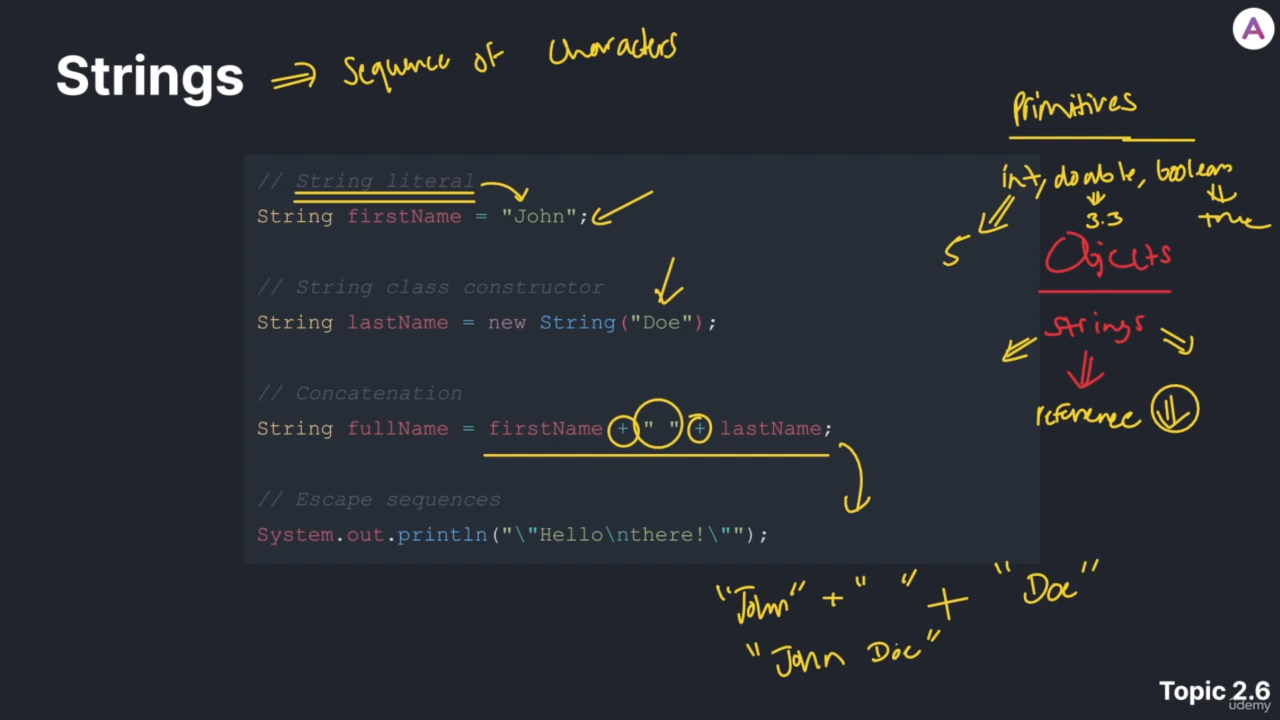 Strings ⇒ Sequence of characters
A
Primitives
int, double, boolean
5 3.3 true
Objects
strings
reference
// String literal
String firstName = "John";
// String class constructor
String lastName = new String("Doe");
// Concatenation
String fullName = firstName + " " + lastName;
// Escape sequences
System.out.println("\"Hello\nthere!\"");
"John" + " " + "Doe"
"John Doe"
Topic 2.6
ûdemy